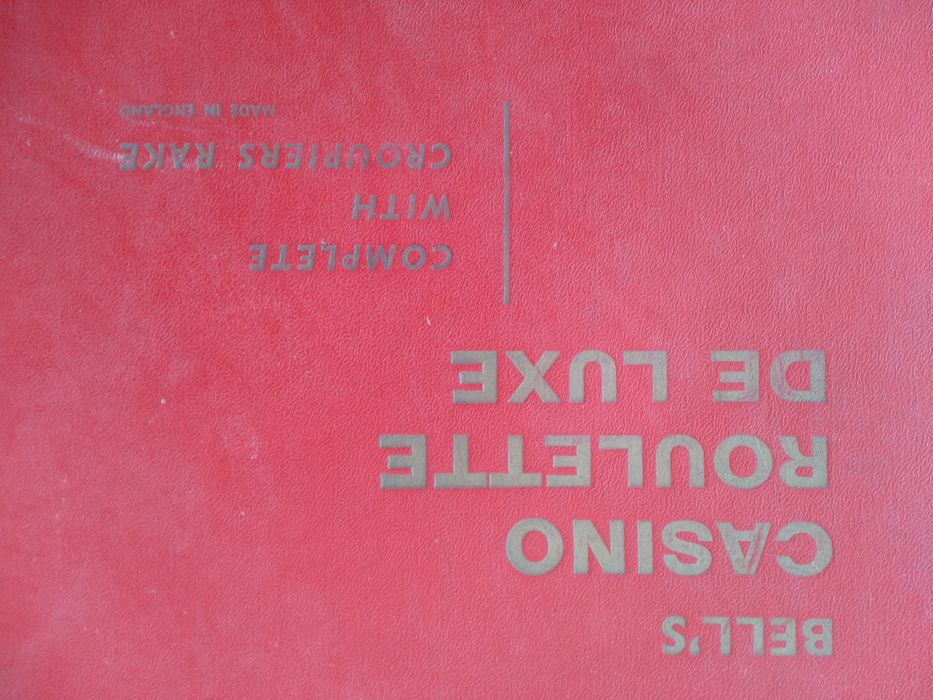 BELL'S
CASINO
ROULETTE
DE LUXE
COMPLETE
WITH
CROUPIERS RAKE
MADE IN ENGLAND